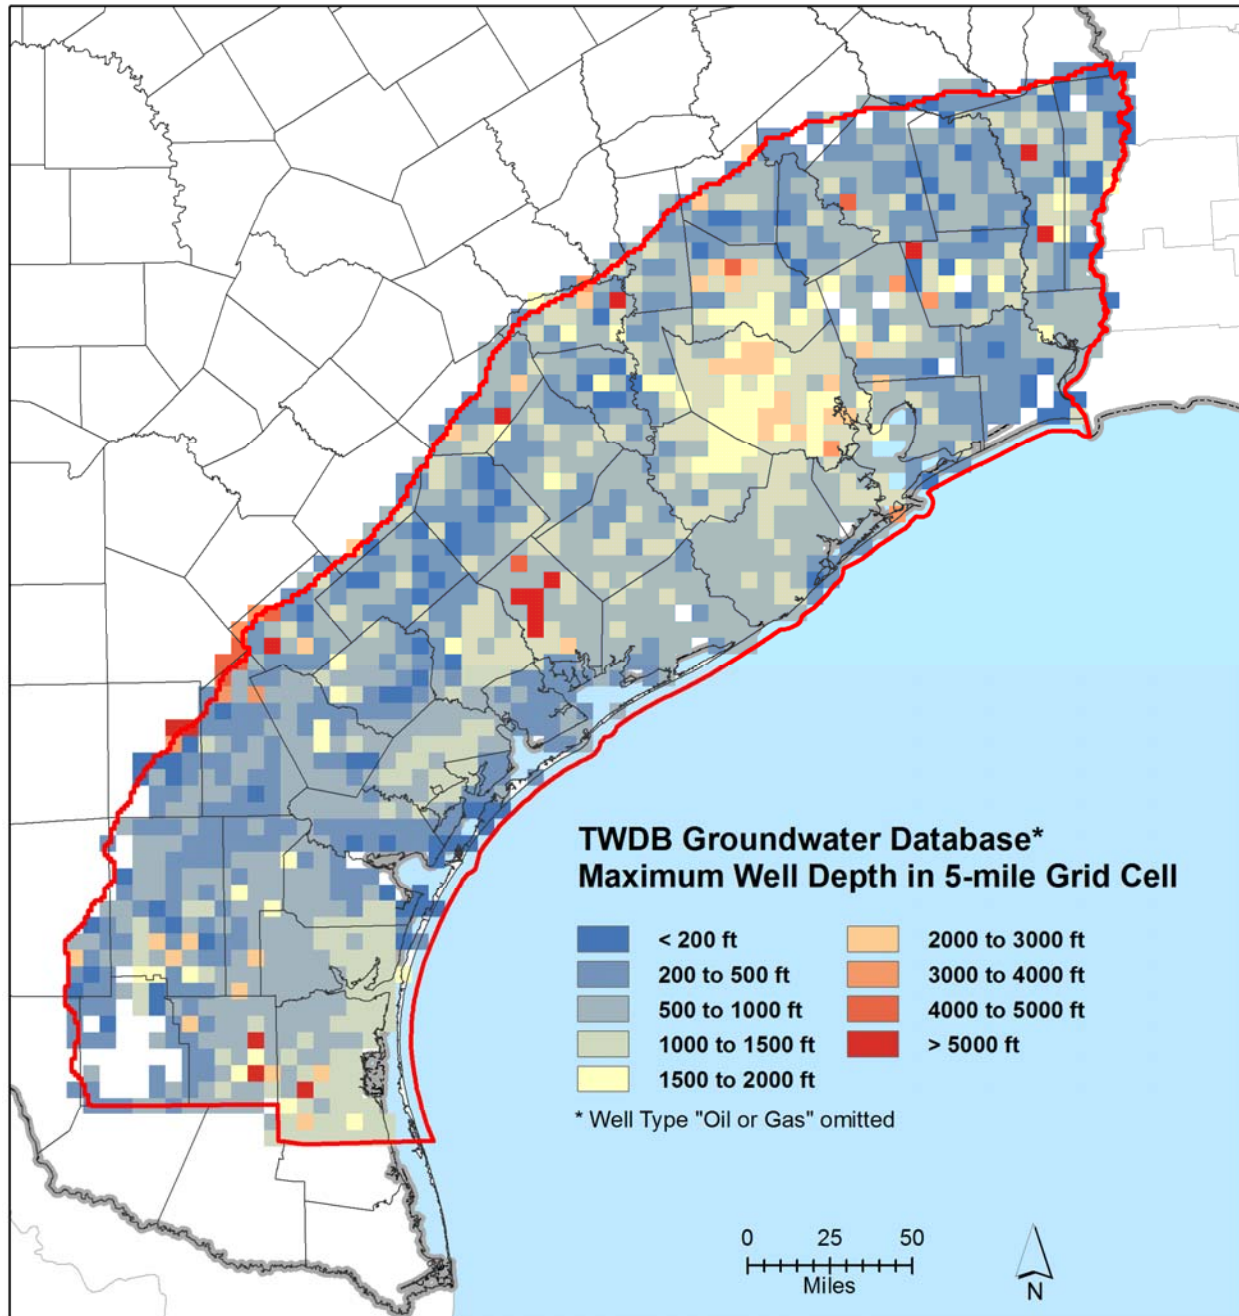 TWDB Groundwater Database*
Maximum Well Depth in 5-mile Grid Cell
< 200 ft
200 to 500 ft
500 to 1000 ft
1000 to 1500 ft
1500 to 2000 ft
2000 to 3000 ft
3000 to 4000 ft
4000 to 5000 ft
> 5000 ft
* Well Type "Oil or Gas" omitted
0 25 50
Miles
N